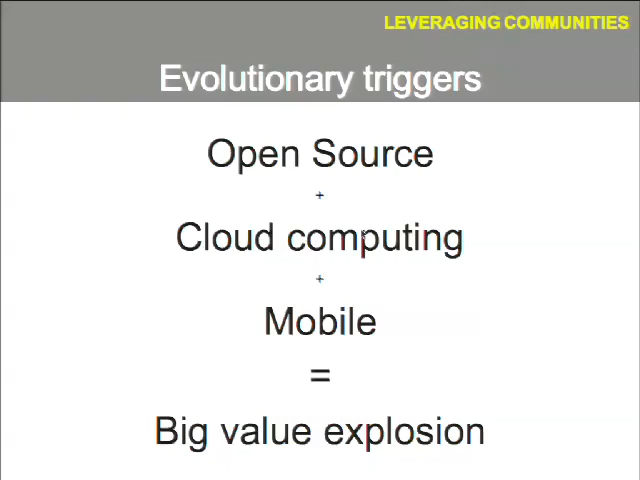 LEVERAGING COMMUNITIES
Evolutionary triggers
Open Source
+
Cloud computing
+
Mobile
=
Big value explosion